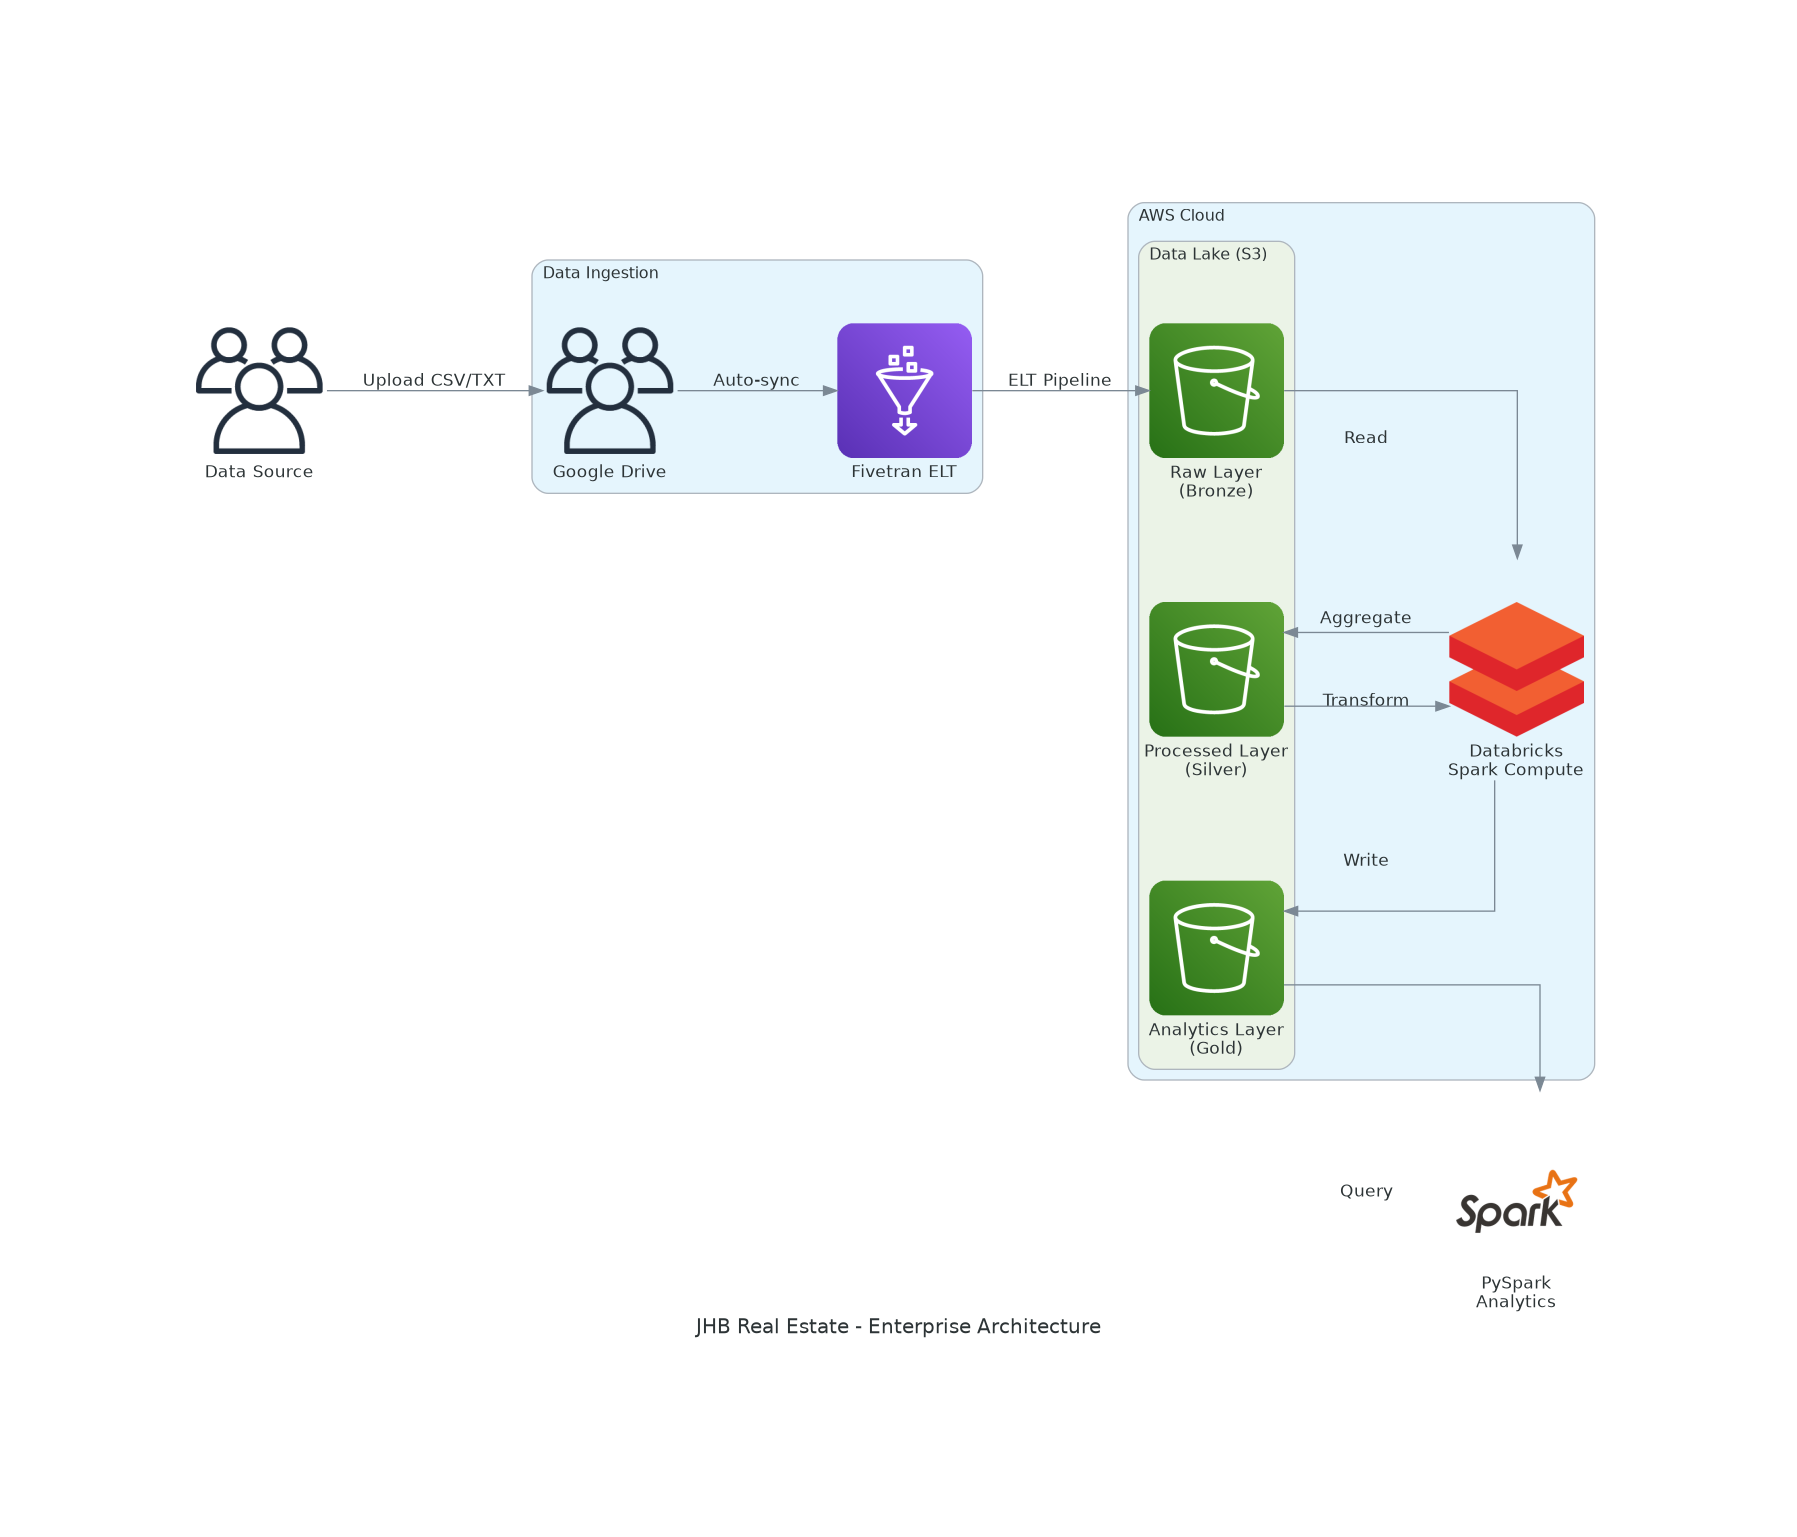 AWS Cloud
Data Lake (S3)
Data Ingestion
Upload CSV/TXT
Auto-sync
ELT Pipeline
Read
Data Source
Google Drive
Fivetran ELT
Raw Layer
(Bronze)
Aggregate
Transform
Processed Layer
(Silver)
Databricks
Spark Compute
Write
Analytics Layer
(Gold)
Query
Spark
PySpark
Analytics
JHB Real Estate - Enterprise Architecture